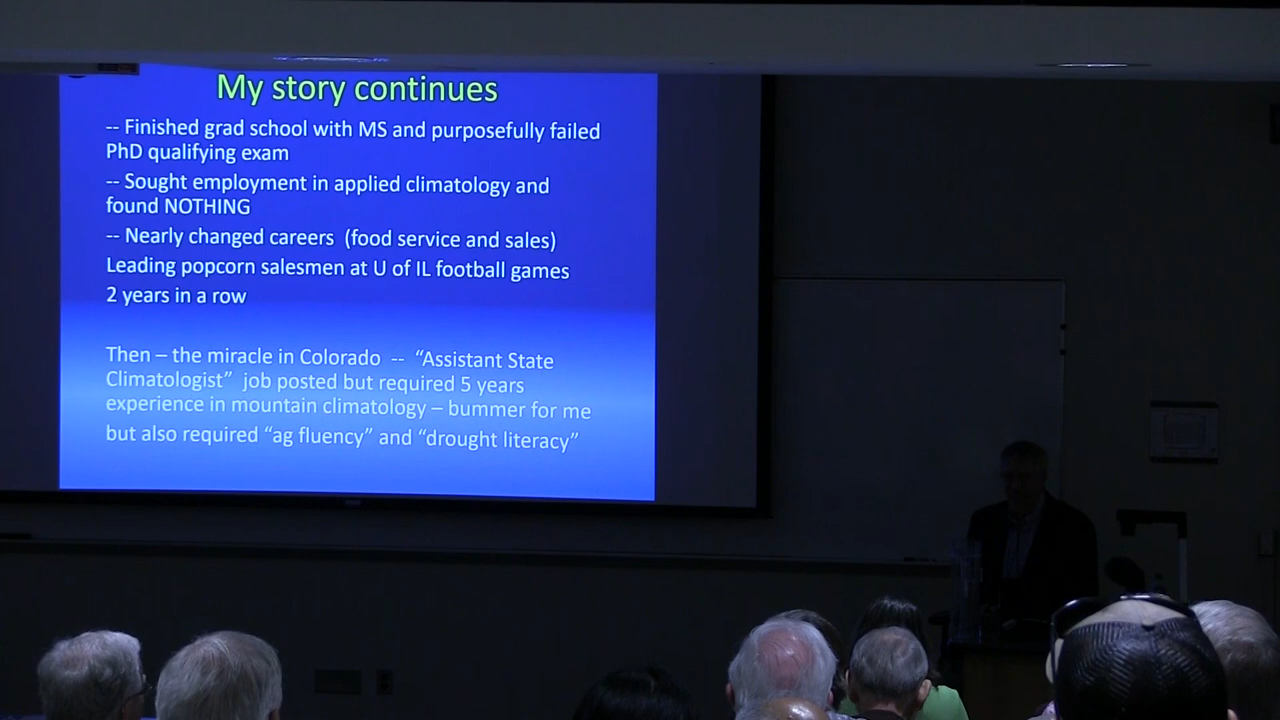 My story continues
-- Finished grad school with MS and purposefully failed
PhD qualifying exam
-- Sought employment in applied climatology and
found NOTHING
-- Nearly changed careers  (food service and sales)
Leading popcorn salesmen at U of IL football games
2 years in a row
Then – the miracle in Colorado  --  “Assistant State
Climatologist”  job posted but required 5 years
experience in mountain climatology – bummer for me
but also required “ag fluency” and “drought literacy”